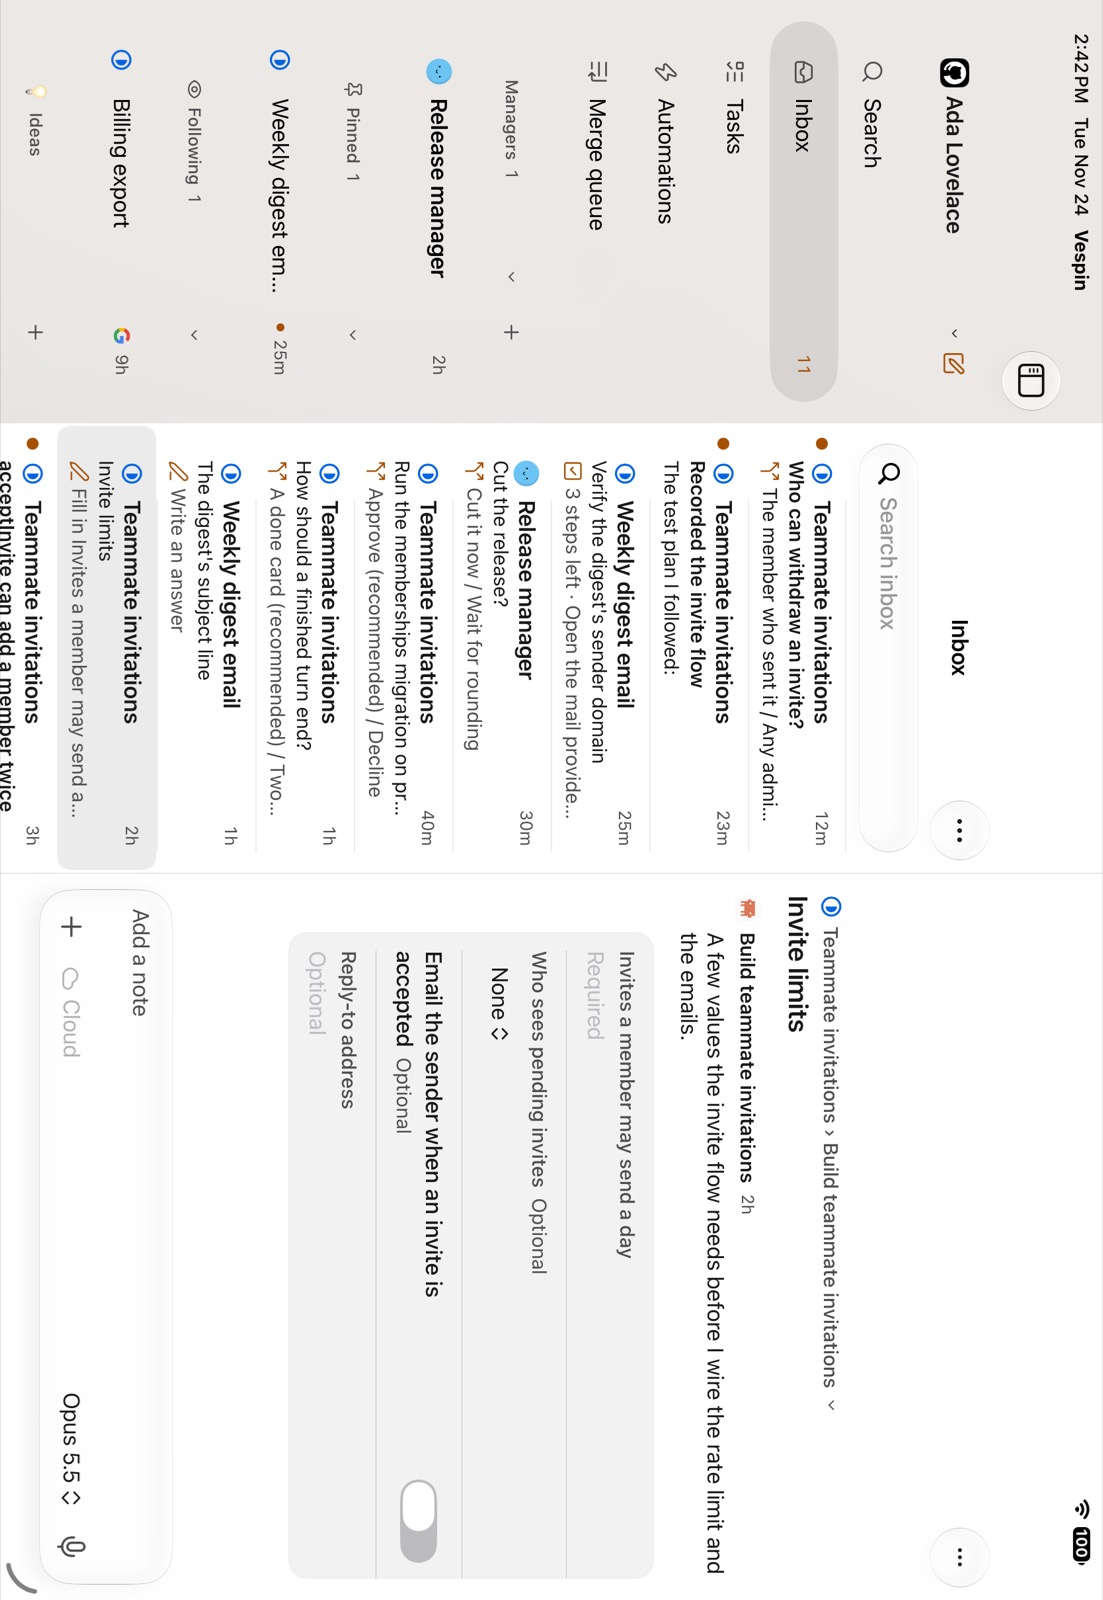 2:42 PM Tue Nov 24 Vespin
100
Ada Lovelace
Search
Inbox 11
Tasks
Automations
Merge queue
Managers 1
Release manager 2h
Pinned 1
Weekly digest em... 25m
Following 1
Billing export 9h
Ideas
Inbox
Search inbox
Teammate invitations 12m
Who can withdraw an invite?
The member who sent it / Any admi...
Teammate invitations 23m
Recorded the invite flow
The test plan I followed:
Weekly digest email 25m
Verify the digest's sender domain
3 steps left · Open the mail provide...
Release manager 30m
Cut the release?
Cut it now / Wait for rounding
Teammate invitations 40m
Run the memberships migration on pr...
Approve (recommended) / Decline
Teammate invitations 1h
How should a finished turn end?
A done card (recommended) / Two...
Weekly digest email 1h
The digest's subject line
Write an answer
Teammate invitations 2h
Invite limits
Fill in Invites a member may send a...
Teammate invitations 3h
acceptInvite can add a member twice
Teammate invitations › Build teammate invitations
Invite limits
Build teammate invitations 2h
A few values the invite flow needs before I wire the rate limit and
the emails.
Invites a member may send a day
Required
Who sees pending invites Optional
None
Email the sender when an invite is
accepted Optional
Reply-to address
Optional
Add a note
Cloud
Opus 5.5